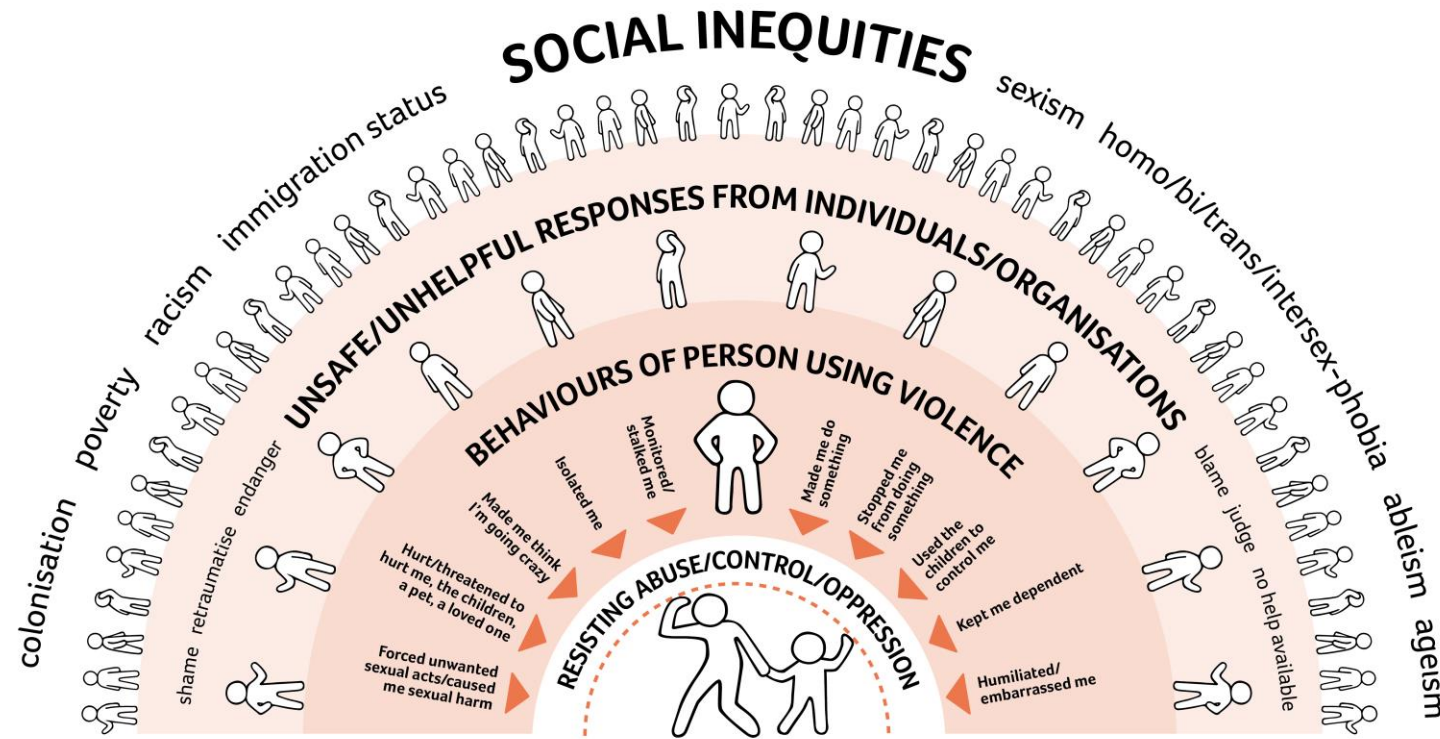 SOCIAL INEQUITIES
colonisation
poverty
racism
immigration status
sexism
homo/bi/trans/intersex-phobia
ableism
ageism
UNSAFE/UNHELPFUL RESPONSES FROM INDIVIDUALS/ORGANISATIONS
shame
retraumatise
endanger
blame
judge
no help available
BEHAVIOURS OF PERSON USING VIOLENCE
Forced unwanted
sexual acts/caused
me sexual harm
Hurt/threatened to
hurt me, the children,
a pet, a loved one
Made me think
I'm going crazy
Isolated me
Monitored/
stalked me
Made me do
something
Stopped me
from doing
something
Used the
children to
control me
Kept me dependent
Humiliated/
embarrassed me
RESISTING ABUSE/CONTROL/OPPRESSION